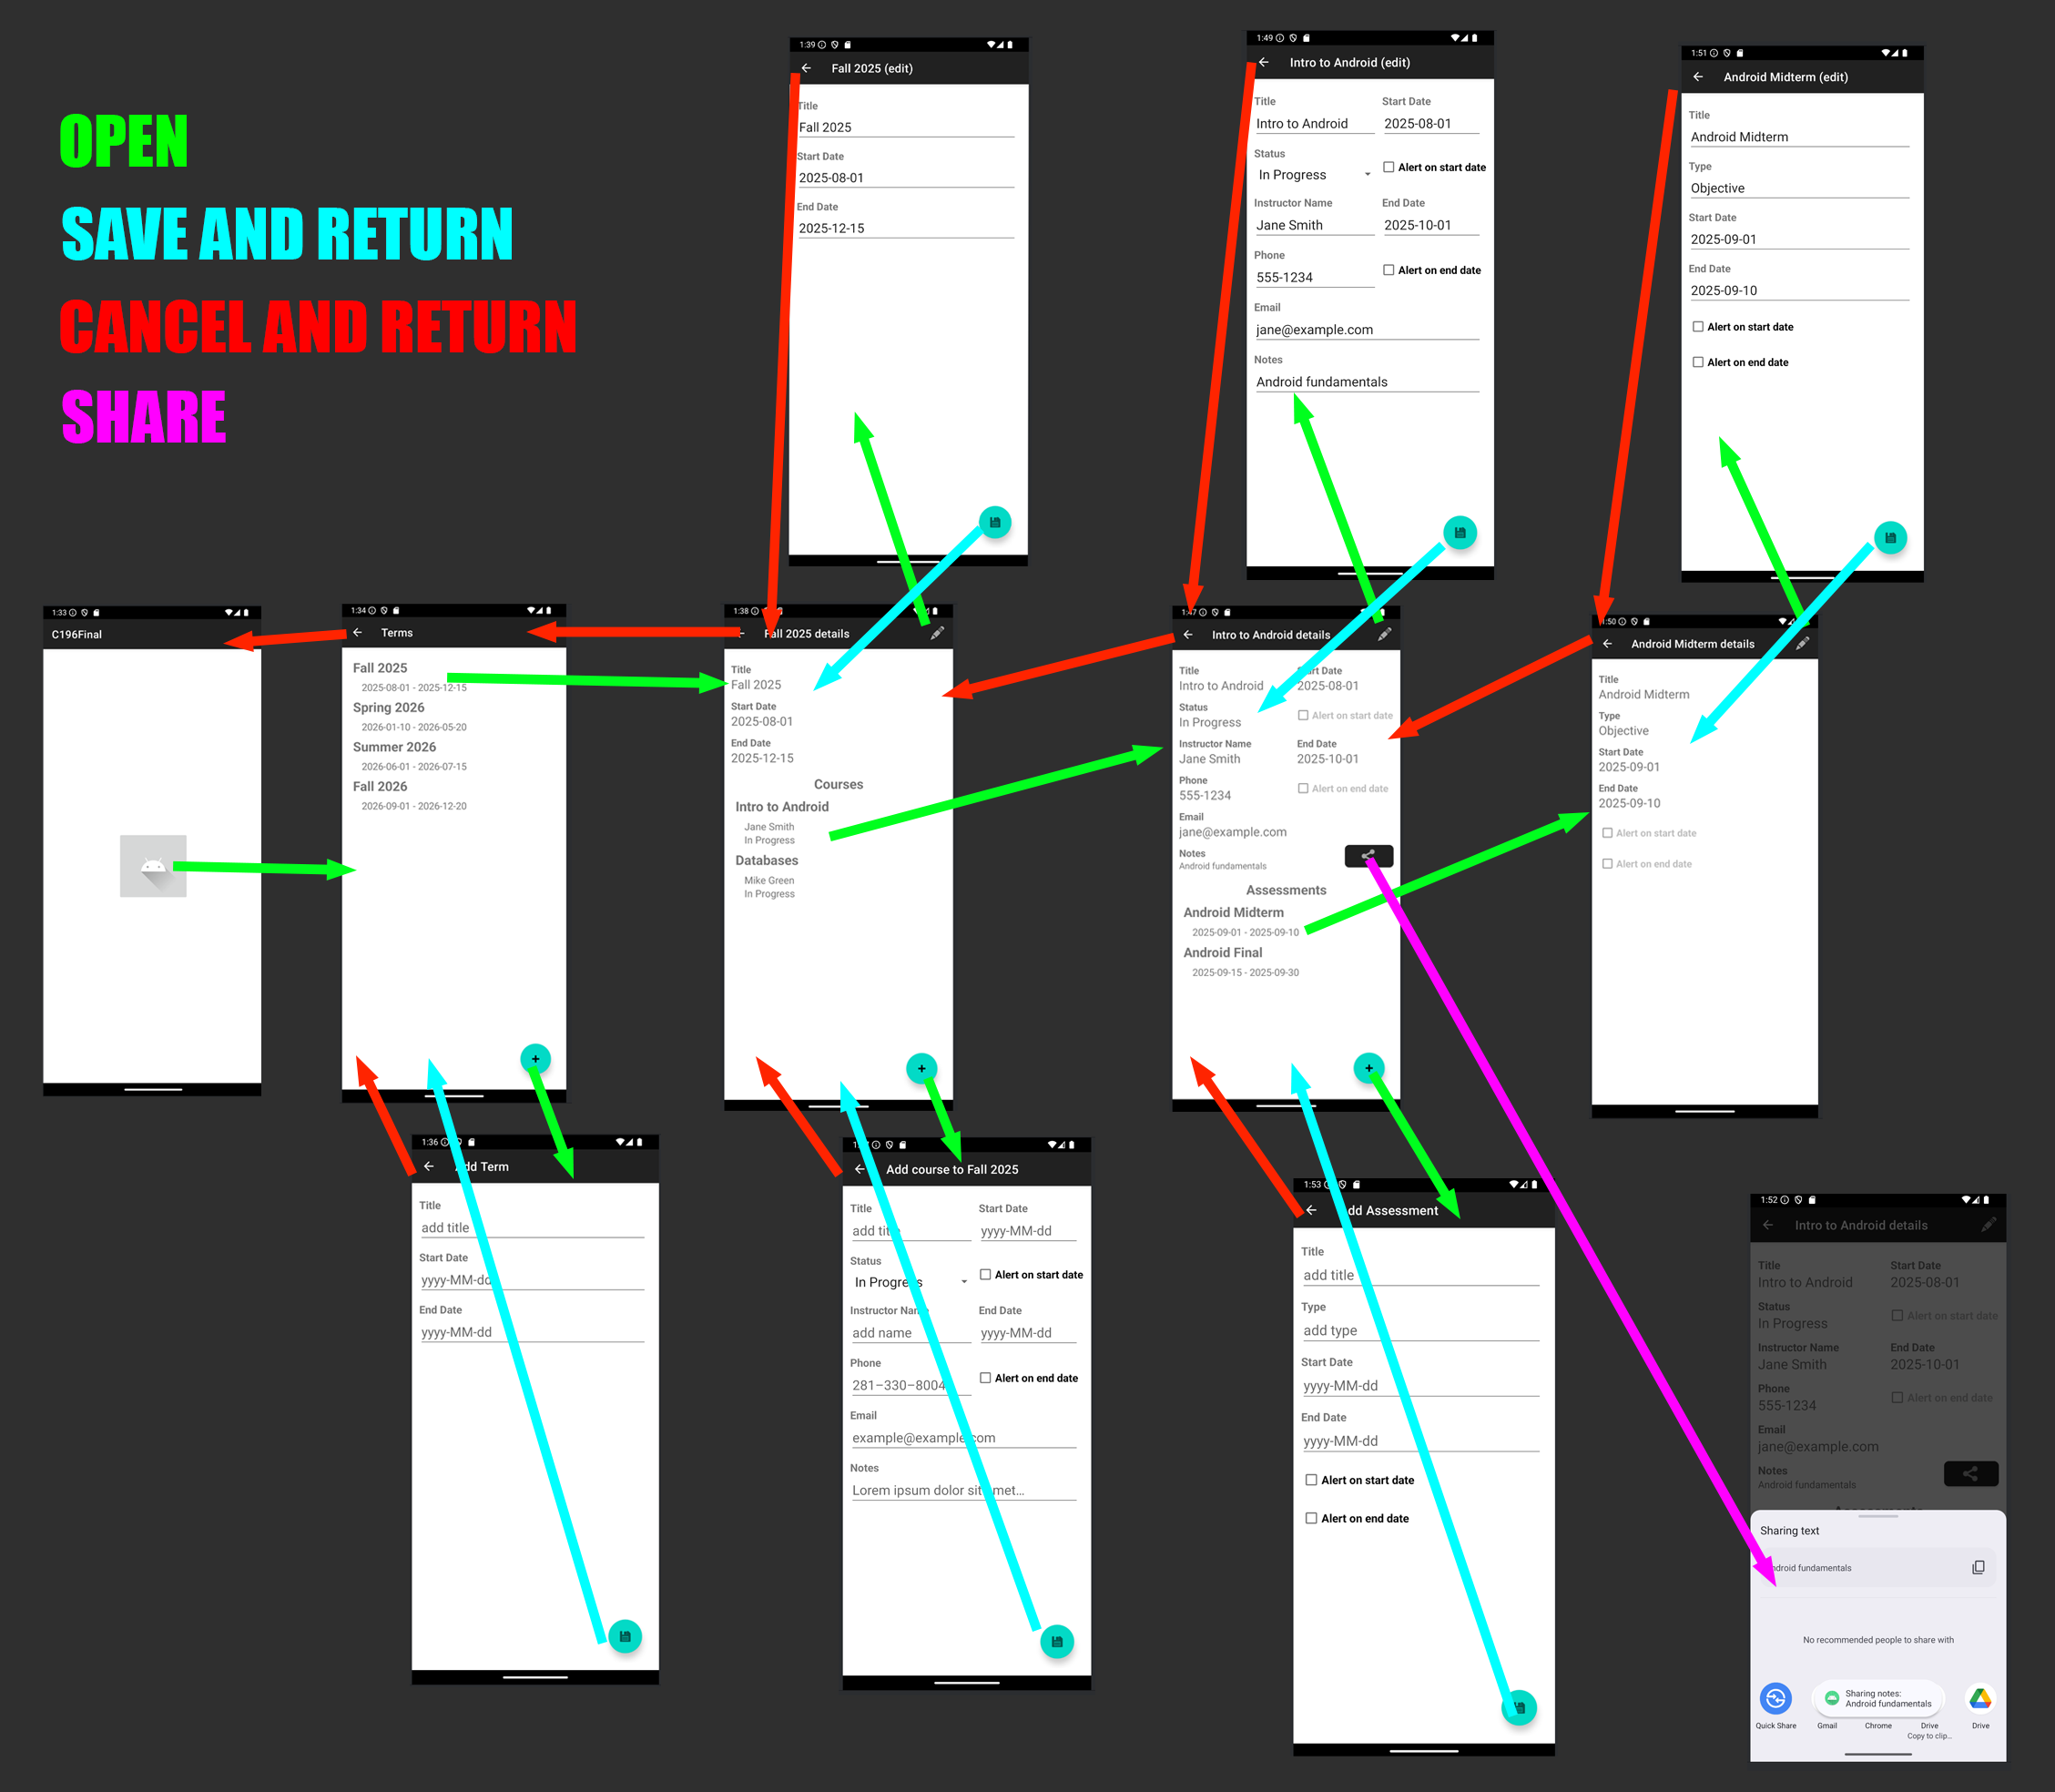 OPEN
SAVE AND RETURN
CANCEL AND RETURN
SHARE
1:39
Fall 2025 (edit)
Title
Fall 2025
Start Date
2025-08-01
End Date
2025-12-15
1:49
Intro to Android (edit)
Title
Start Date
Intro to Android
2025-08-01
Status
In Progress
Alert on start date
Instructor Name
End Date
Jane Smith
2025-10-01
Phone
555-1234
Alert on end date
Email
jane@example.com
Notes
Android fundamentals
1:51
Android Midterm (edit)
Title
Android Midterm
Type
Objective
Start Date
2025-09-01
End Date
2025-09-10
Alert on start date
Alert on end date
1:33
C196Final
1:34
Terms
Fall 2025
2025-08-01 - 2025-12-15
Spring 2026
2026-01-10 - 2026-05-20
Summer 2026
2026-06-01 - 2026-07-15
Fall 2026
2026-09-01 - 2026-12-20
1:38
Fall 2025 details
Title
Fall 2025
Start Date
2025-08-01
End Date
2025-12-15
Courses
Intro to Android
Jane Smith
In Progress
Databases
Mike Green
In Progress
1:47
Intro to Android details
Title
Start Date
Intro to Android
2025-08-01
Status
In Progress
Alert on start date
Instructor Name
End Date
Jane Smith
2025-10-01
Phone
555-1234
Alert on end date
Email
jane@example.com
Notes
Android fundamentals
Assessments
Android Midterm
2025-09-01 - 2025-09-10
Android Final
2025-09-15 - 2025-09-30
1:50
Android Midterm details
Title
Android Midterm
Type
Objective
Start Date
2025-09-01
End Date
2025-09-10
Alert on start date
Alert on end date
1:36
Add Term
Title
add title
Start Date
yyyy-MM-dd
End Date
yyyy-MM-dd
Add course to Fall 2025
Title
Start Date
add title
yyyy-MM-dd
Status
In Progress
Alert on start date
Instructor Name
End Date
add name
yyyy-MM-dd
Phone
281-330-8004
Alert on end date
Email
example@example.com
Notes
Lorem ipsum dolor sit amet...
1:53
Add Assessment
Title
add title
Type
add type
Start Date
yyyy-MM-dd
End Date
yyyy-MM-dd
Alert on start date
Alert on end date
1:52
Intro to Android details
Title
Start Date
Intro to Android
2025-08-01
Status
In Progress
Alert on start date
Instructor Name
End Date
Jane Smith
2025-10-01
Phone
555-1234
Alert on end date
Email
jane@example.com
Notes
Android fundamentals
Sharing text
Android fundamentals
No recommended people to share with
Sharing notes:
Android fundamentals
Quick Share
Gmail
Chrome
Drive
Copy to clip...
Drive